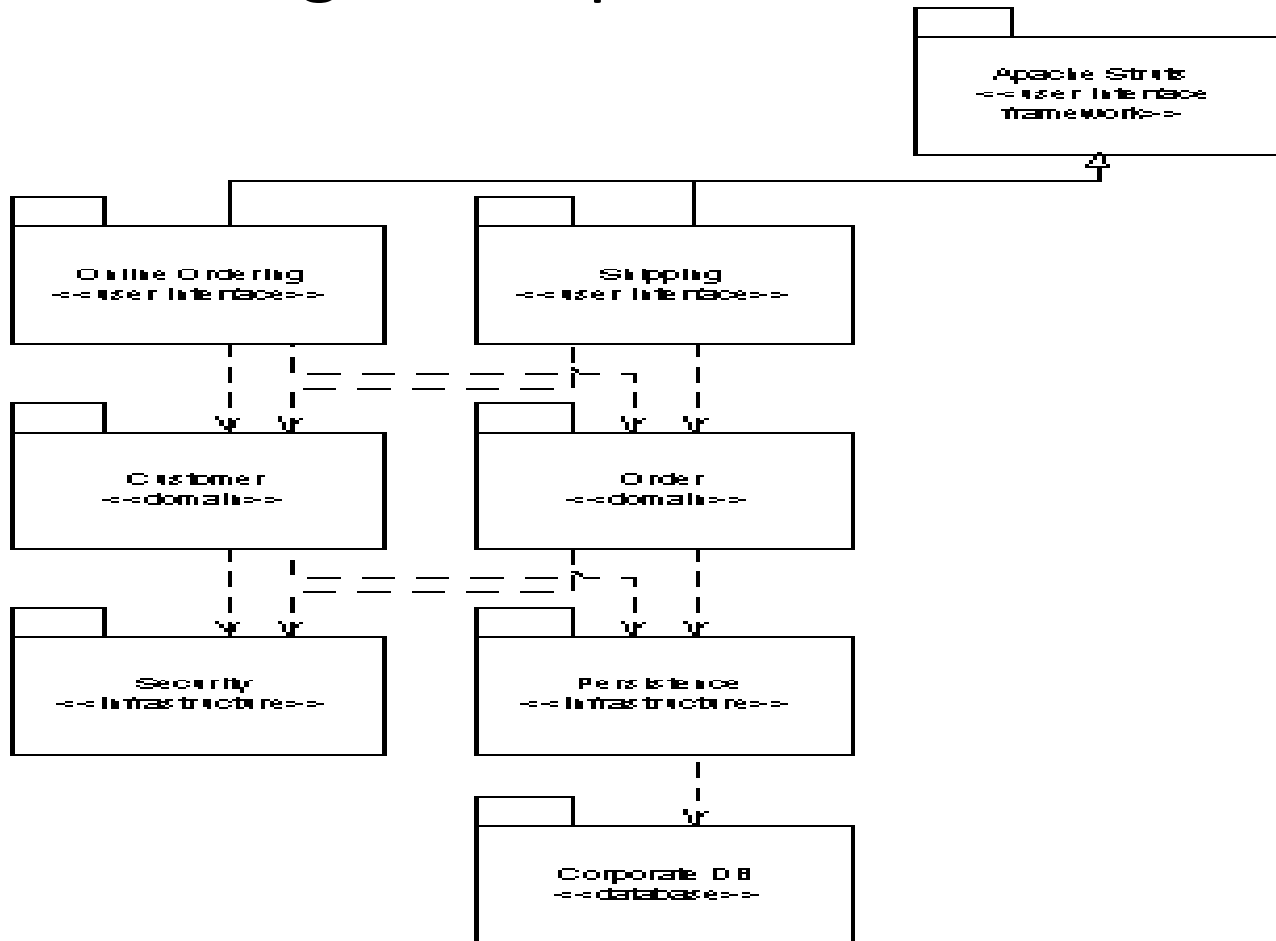 Apache Struts
<<user interface
framework>>
Online Ordering
<<user interface>>
Shipping
<<user interface>>
Customer
<<domain>>
Order
<<domain>>
Security
<<infrastructure>>
Persistence
<<infrastructure>>
Corporate DB
<<database>>